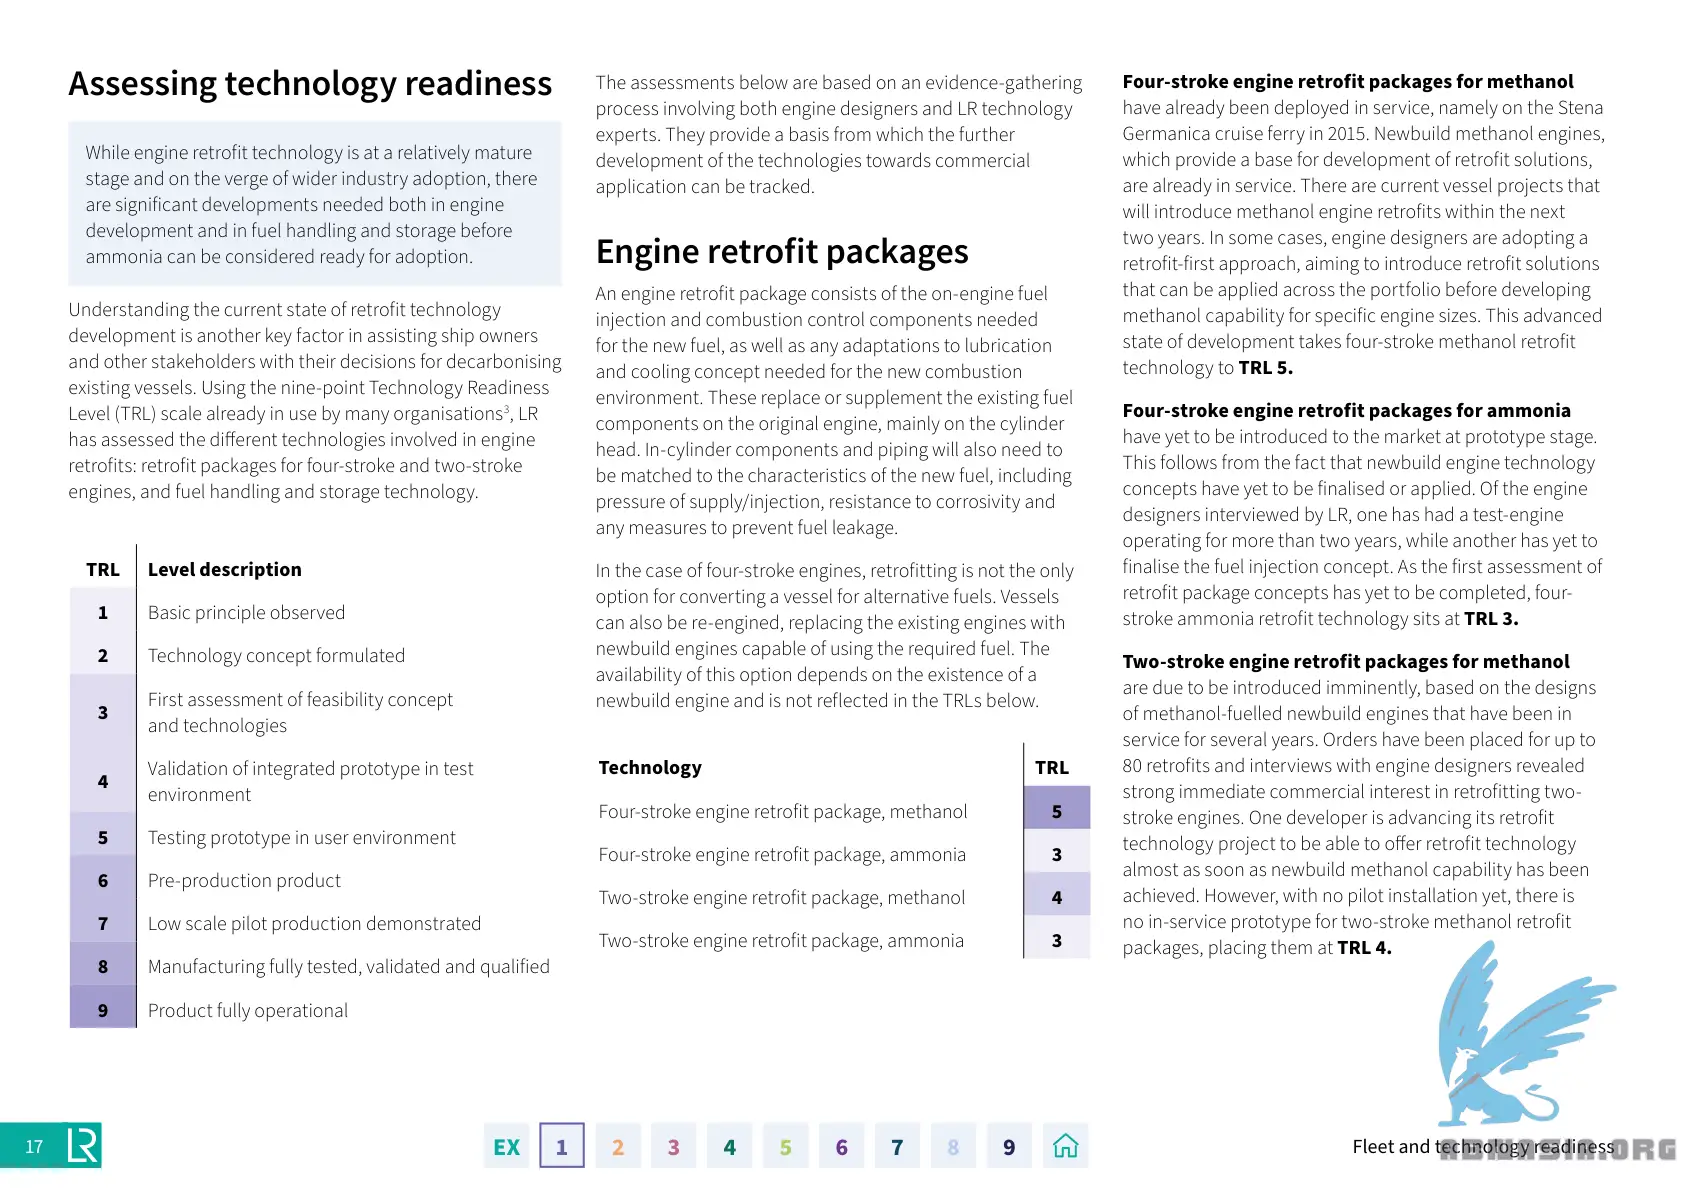 Assessing technology readiness
While engine retrofit technology is at a relatively mature
stage and on the verge of wider industry adoption, there
are significant developments needed both in engine
development and in fuel handling and storage before
ammonia can be considered ready for adoption.
Understanding the current state of retrofit technology
development is another key factor in assisting ship owners
and other stakeholders with their decisions for decarbonising
existing vessels. Using the nine-point Technology Readiness
Level (TRL) scale already in use by many organisations³, LR
has assessed the different technologies involved in engine
retrofits: retrofit packages for four-stroke and two-stroke
engines, and fuel handling and storage technology.
TRL Level description
1 Basic principle observed
2 Technology concept formulated
3 First assessment of feasibility concept
and technologies
4 Validation of integrated prototype in test
environment
5 Testing prototype in user environment
6 Pre-production product
7 Low scale pilot production demonstrated
8 Manufacturing fully tested, validated and qualified
9 Product fully operational
The assessments below are based on an evidence-gathering
process involving both engine designers and LR technology
experts. They provide a basis from which the further
development of the technologies towards commercial
application can be tracked.
Engine retrofit packages
An engine retrofit package consists of the on-engine fuel
injection and combustion control components needed
for the new fuel, as well as any adaptations to lubrication
and cooling concept needed for the new combustion
environment. These replace or supplement the existing fuel
components on the original engine, mainly on the cylinder
head. In-cylinder components and piping will also need to
be matched to the characteristics of the new fuel, including
pressure of supply/injection, resistance to corrosivity and
any measures to prevent fuel leakage.
In the case of four-stroke engines, retrofitting is not the only
option for converting a vessel for alternative fuels. Vessels
can also be re-engined, replacing the existing engines with
newbuild engines capable of using the required fuel. The
availability of this option depends on the existence of a
newbuild engine and is not reflected in the TRLs below.
Technology TRL
Four-stroke engine retrofit package, methanol 5
Four-stroke engine retrofit package, ammonia 3
Two-stroke engine retrofit package, methanol 4
Two-stroke engine retrofit package, ammonia 3
Four-stroke engine retrofit packages for methanol
have already been deployed in service, namely on the Stena
Germanica cruise ferry in 2015. Newbuild methanol engines,
which provide a base for development of retrofit solutions,
are already in service. There are current vessel projects that
will introduce methanol engine retrofits within the next
two years. In some cases, engine designers are adopting a
retrofit-first approach, aiming to introduce retrofit solutions
that can be applied across the portfolio before developing
methanol capability for specific engine sizes. This advanced
state of development takes four-stroke methanol retrofit
technology to TRL 5.
Four-stroke engine retrofit packages for ammonia
have yet to be introduced to the market at prototype stage.
This follows from the fact that newbuild engine technology
concepts have yet to be finalised or applied. Of the engine
designers interviewed by LR, one has had a test-engine
operating for more than two years, while another has yet to
finalise the fuel injection concept. As the first assessment of
retrofit package concepts has yet to be completed, four-
stroke ammonia retrofit technology sits at TRL 3.
Two-stroke engine retrofit packages for methanol
are due to be introduced imminently, based on the designs
of methanol-fuelled newbuild engines that have been in
service for several years. Orders have been placed for up to
80 retrofits and interviews with engine designers revealed
strong immediate commercial interest in retrofitting two-
stroke engines. One developer is advancing its retrofit
technology project to be able to offer retrofit technology
almost as soon as newbuild methanol capability has been
achieved. However, with no pilot installation yet, there is
no in-service prototype for two-stroke methanol retrofit
packages, placing them at TRL 4.
17 LR
EX 1 2 3 4 5 6 7 8 9
Fleet and technology readiness